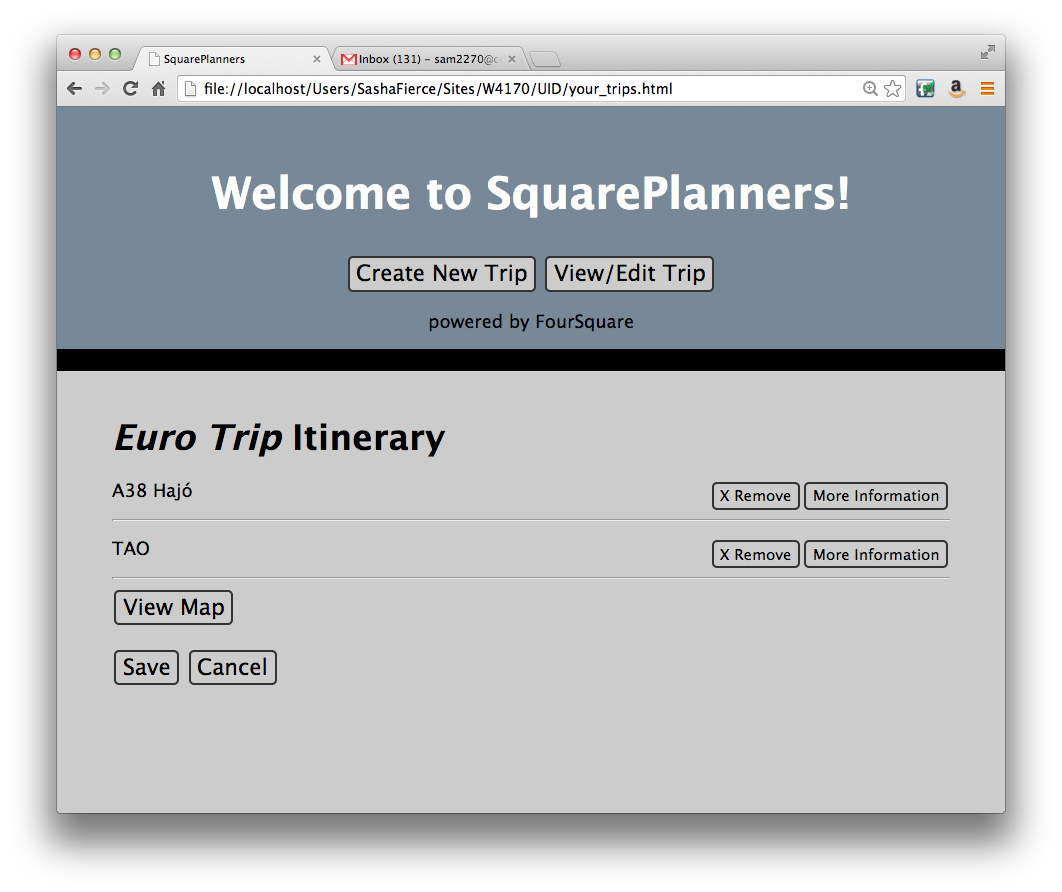 SquarePlanners
Inbox (131) – sam2270@
file://localhost/Users/SashaFierce/Sites/W4170/UID/your_trips.html
Welcome to SquarePlanners!
Create New Trip View/Edit Trip
powered by FourSquare
Euro Trip Itinerary
A38 Hajó X Remove More Information
TAO X Remove More Information
View Map
Save Cancel